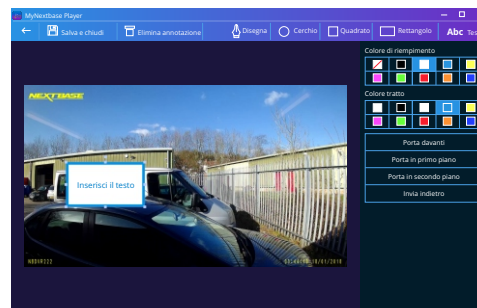 MyNextbase Player
Salva e chiudi
Elimina annotazione
Disegna
Cerchio
Quadrato
Rettangolo
Abc Tes
Colore di riempimento
Colore tratto
Porta davanti
Porta in primo piano
Porta in secondo piano
Invia indietro
NEXTBASE
Inserisci il testo